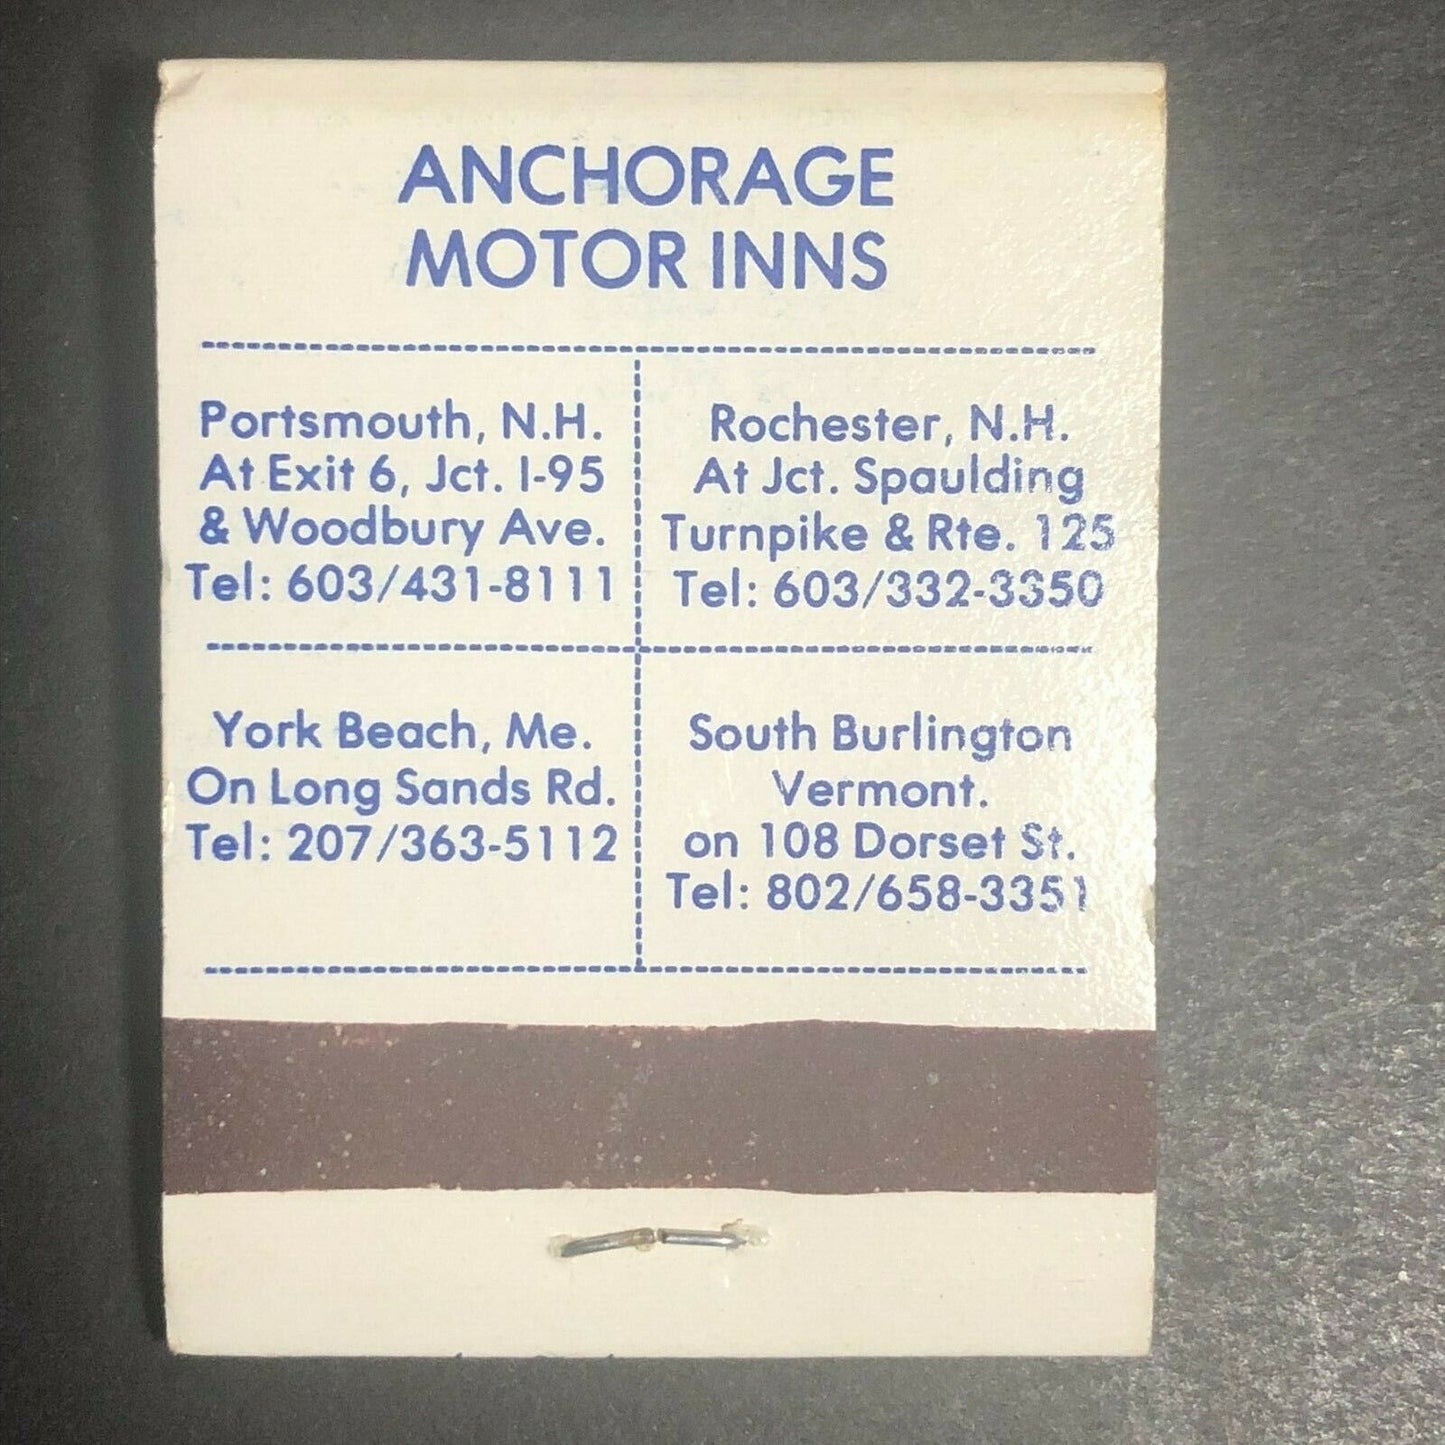 ANCHORAGE
MOTOR INNS
Portsmouth, N.H.
At Exit 6, Jct. I-95
& Woodbury Ave.
Tel: 603/431-8111
Rochester, N.H.
At Jct. Spaulding
Turnpike & Rte. 125
Tel: 603/332-3350
York Beach, Me.
On Long Sands Rd.
Tel: 207/363-5112
South Burlington
Vermont.
on 108 Dorset St.
Tel: 802/658-3351